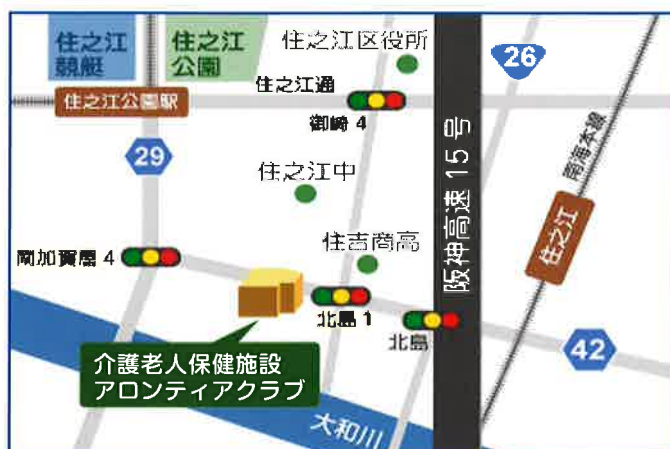 住之江
競艇
住之江
公園
住之江区役所
26
住之江通
住之江公園駅
御崎 4
南海本線
29
住之江中
阪神高速 15 号
住之江
住吉商高
南加賀屋 4
北島 1
北島
42
介護老人保健施設
アロンティアクラブ
大和川